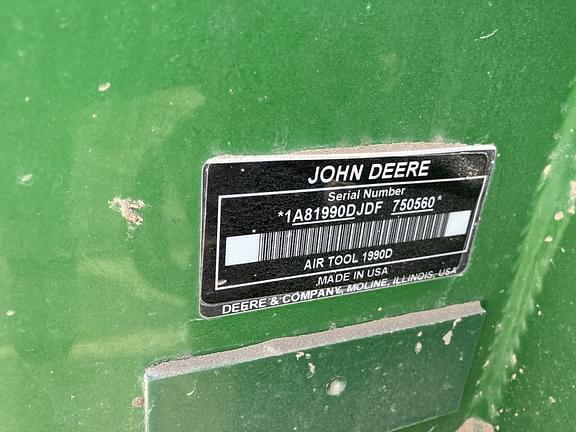 JOHN DEERE
Serial Number
*1A81990DJDF 750560*
AIR TOOL 1990D
MADE IN USA
DEERE & COMPANY, MOLINE, ILLINOIS, USA